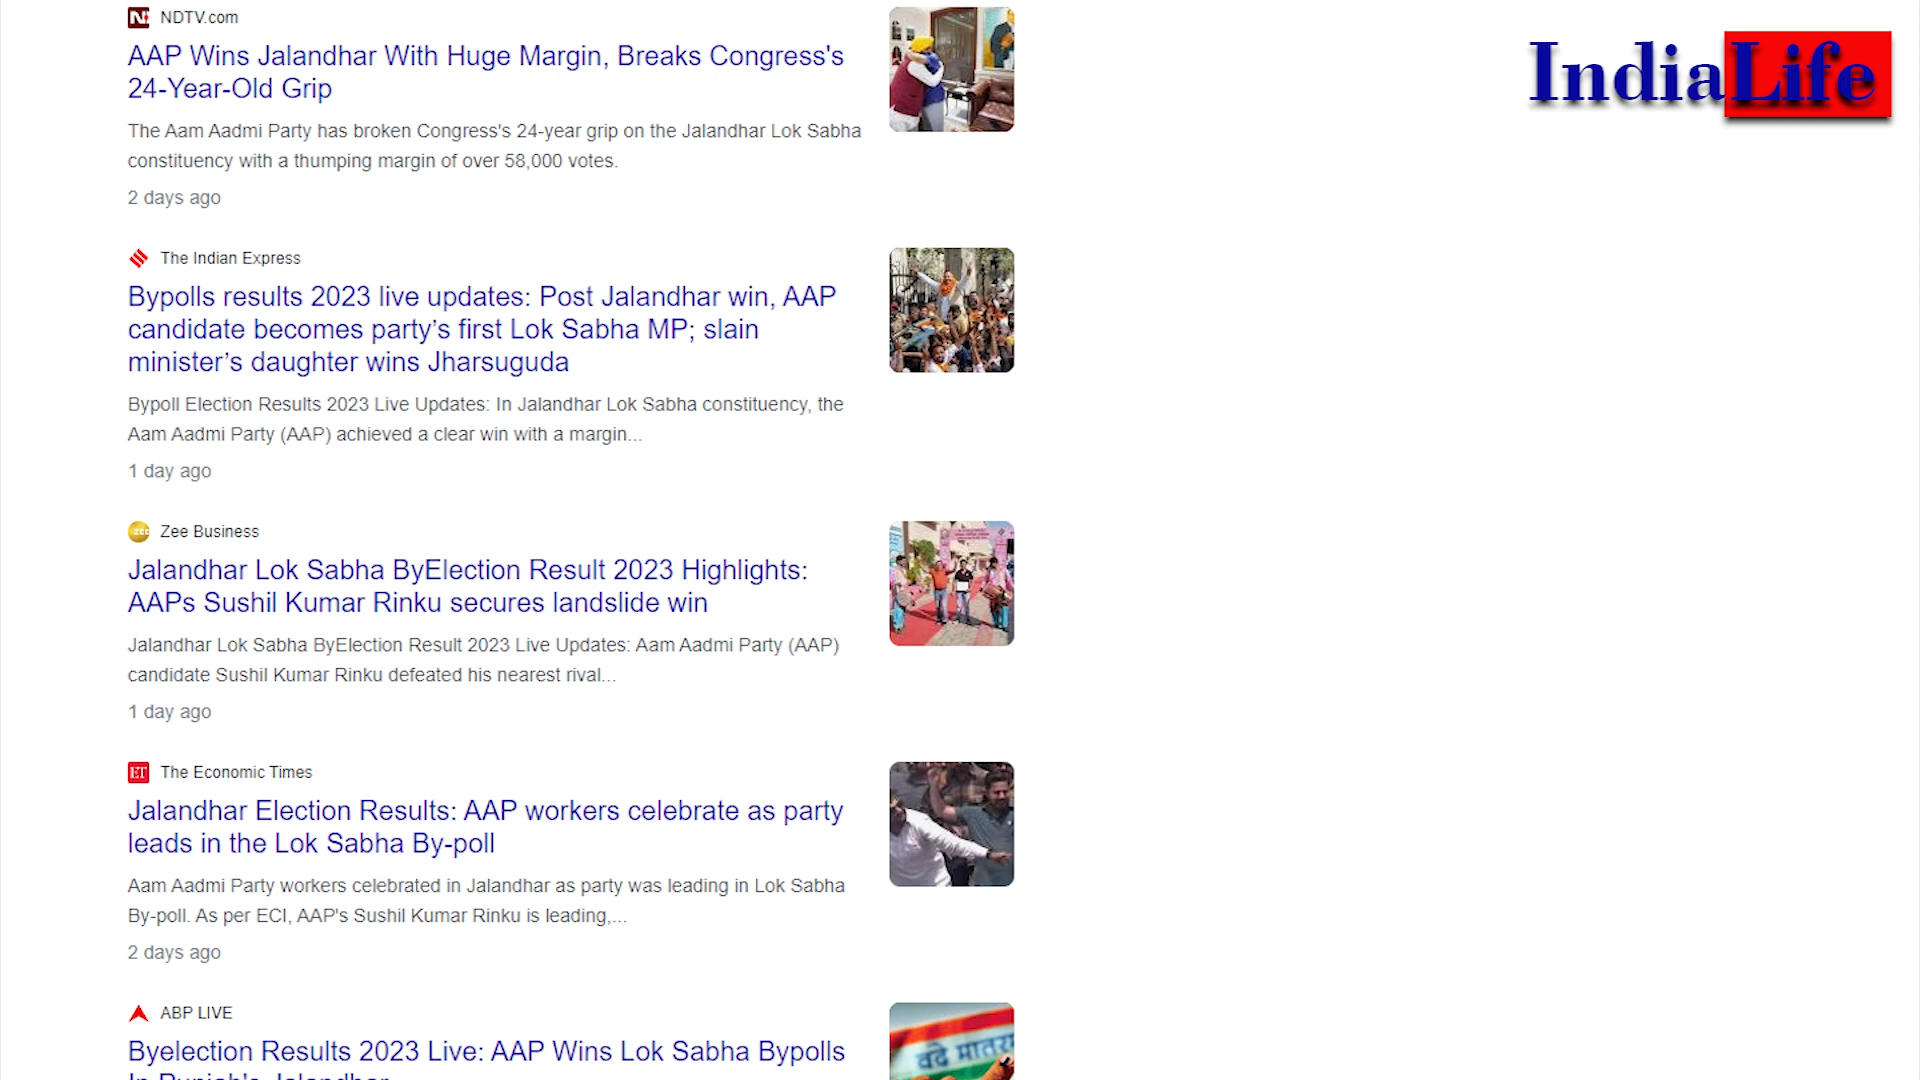 NDTV.com
IndiaLife
AAP Wins Jalandhar With Huge Margin, Breaks Congress's
24-Year-Old Grip
The Aam Aadmi Party has broken Congress's 24-year grip on the Jalandhar Lok Sabha
constituency with a thumping margin of over 58,000 votes.
2 days ago
The Indian Express
Bypolls results 2023 live updates: Post Jalandhar win, AAP
candidate becomes party’s first Lok Sabha MP; slain
minister’s daughter wins Jharsuguda
Bypoll Election Results 2023 Live Updates: In Jalandhar Lok Sabha constituency, the
Aam Aadmi Party (AAP) achieved a clear win with a margin...
1 day ago
Zee Business
Jalandhar Lok Sabha ByElection Result 2023 Highlights:
AAPs Sushil Kumar Rinku secures landslide win
Jalandhar Lok Sabha ByElection Result 2023 Live Updates: Aam Aadmi Party (AAP)
candidate Sushil Kumar Rinku defeated his nearest rival...
1 day ago
ET The Economic Times
Jalandhar Election Results: AAP workers celebrate as party
leads in the Lok Sabha By-poll
Aam Aadmi Party workers celebrated in Jalandhar as party was leading in Lok Sabha
By-poll. As per ECI, AAP's Sushil Kumar Rinku is leading,...
2 days ago
ABP LIVE
Byelection Results 2023 Live: AAP Wins Lok Sabha Bypolls
In Punjab's Jalandhar
वंदे मातरम